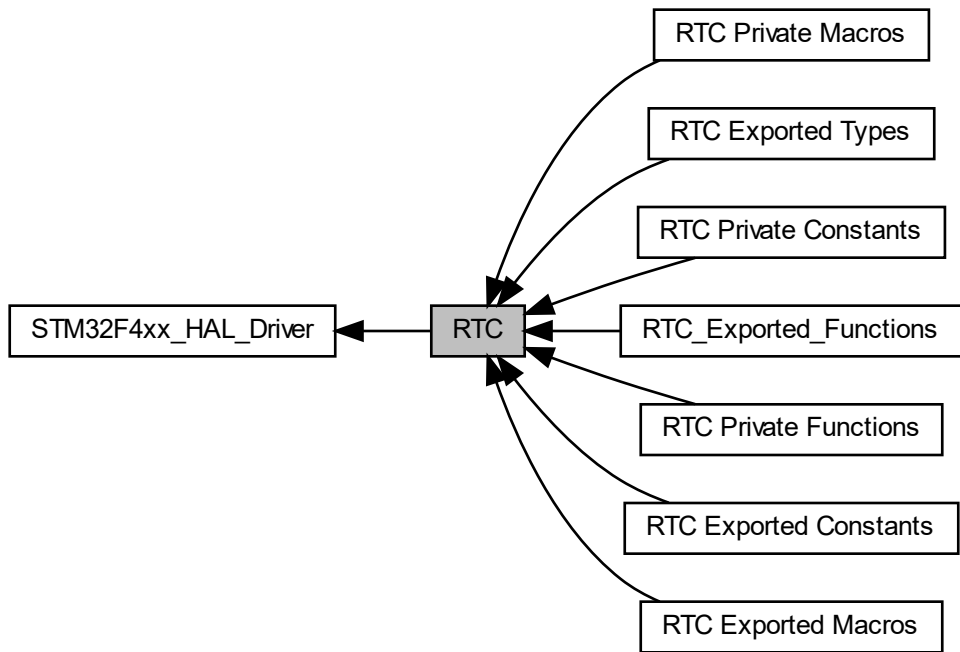 RTC Private Macros
RTC Exported Types
RTC Private Constants
STM32F4xx_HAL_Driver
RTC
RTC_Exported_Functions
RTC Private Functions
RTC Exported Constants
RTC Exported Macros